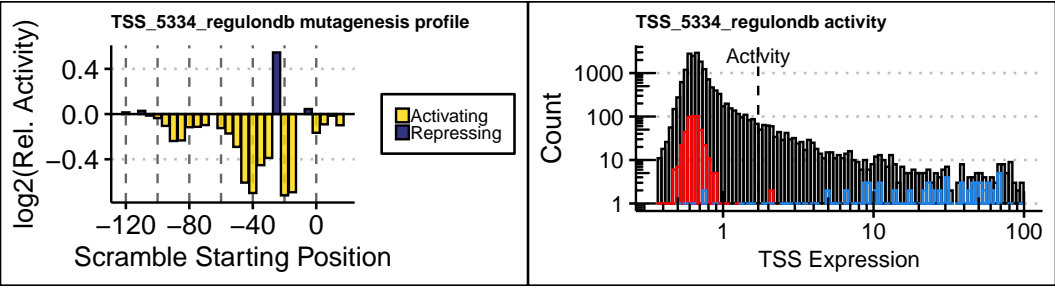 TSS_5334_regulondb mutagenesis profile
log2(Rel. Activity)
0.4
0.0
−0.4
−120 −80 −40 0
Scramble Starting Position
Activating
Repressing
TSS_5334_regulondb activity
Activity
Count
1000
100
10
1
1 10 100
TSS Expression